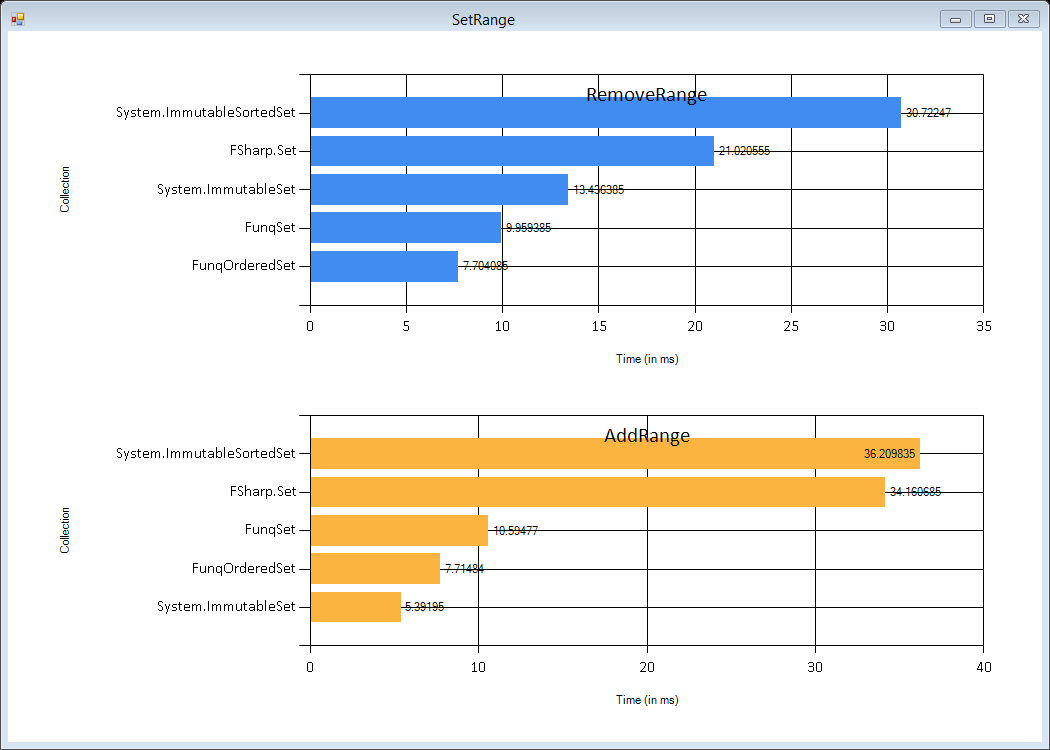 SetRange
RemoveRange
System.ImmutableSortedSet
30.72247
FSharp.Set
21.020555
System.ImmutableSet
13.436385
FunqSet
9.959385
FunqOrderedSet
7.704085
Collection
0 5 10 15 20 25 30 35
Time (in ms)
AddRange
System.ImmutableSortedSet
36.209835
FSharp.Set
34.160685
FunqSet
10.59477
FunqOrderedSet
7.71484
System.ImmutableSet
5.39195
Collection
0 10 20 30 40
Time (in ms)